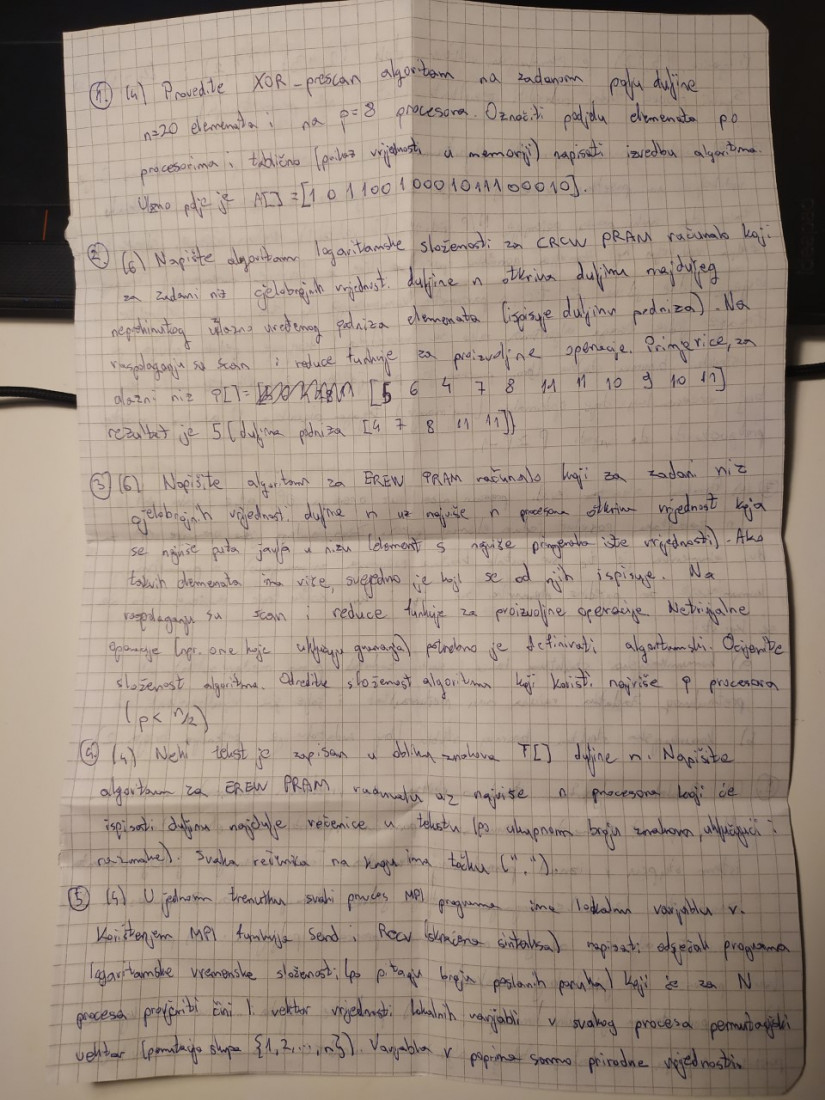 1. (4) Provedite XOR-prescan algoritam na zadanom polju duljine
n=20 elemenata i na p=8 procesora. Označiti podjelu elemenata po
procesorima i tablično (prikaz vrijednosti u memoriji) napisati izvedbu algoritma.
Ulazno polje je A[] = [1 0 1 1 0 0 1 0 0 0 1 0 1 1 1 0 0 0 1 0].
2. (6) Napišite algoritam logaritamske složenosti za CRCW PRAM računalo koji
za zadani niz cjelobrojnih vrijednosti duljine n otkriva duljinu najduljeg
neprekinutog uzlazno uređenog podniza elemenata (ispisuje duljinu podniza). Na
raspolaganju su scan i reduce funkcije za proizvoljne operacije. Primjerice, za
ulazni niz P[] = [5 6 4 7 8 11 11 10 9 10 11]
rezultat je 5 (duljina podniza [4 7 8 11 11])
3. (6) Napišite algoritam za EREW PRAM računalo koji za zadani niz
cjelobrojnih vrijednosti duljine n uz najviše n procesora otkriva vrijednost koja
se najviše puta javlja u nizu (element s najviše primjeraka iste vrijednosti). Ako
takvih elemenata ima više, svejedno je koji se od njih ispisuje. Na
raspolaganju su scan i reduce funkcije za proizvoljne operacije. Netrivijalne
operacije (npr. one koje uključuju grananja) potrebno je definirati algoritamski. Ocijenite
složenost algoritma. Odredite složenost algoritma koji koristi najviše p procesora
(p < n/2)
4. (4) Neki tekst je zapisan u obliku znakova T[] duljine n. Napišite
algoritam za EREW PRAM računalu uz najviše n procesora koji će
ispisati duljinu najdulje rečenice u tekstu (po ukupnom broju znakova, uključujući i
razmake). Svaka rečenica na kraju ima točku (".").
5. (4) U jednom trenutku svaki proces MPI programa ima lokalnu varijablu v.
Korištenjem MPI funkcija Send i Recv (skraćena sintaksa) napisati odsječak programa
logaritamske vremenske složenosti (po pitanju broja poslanih poruka) koji će za N
procesa provjeriti čini li vektor vrijednosti lokalnih varijabli v svakog procesa permutacijski
vektor (permutacija skupa {1,2,...,n}). Varijabla v poprima samo prirodne vrijednosti.